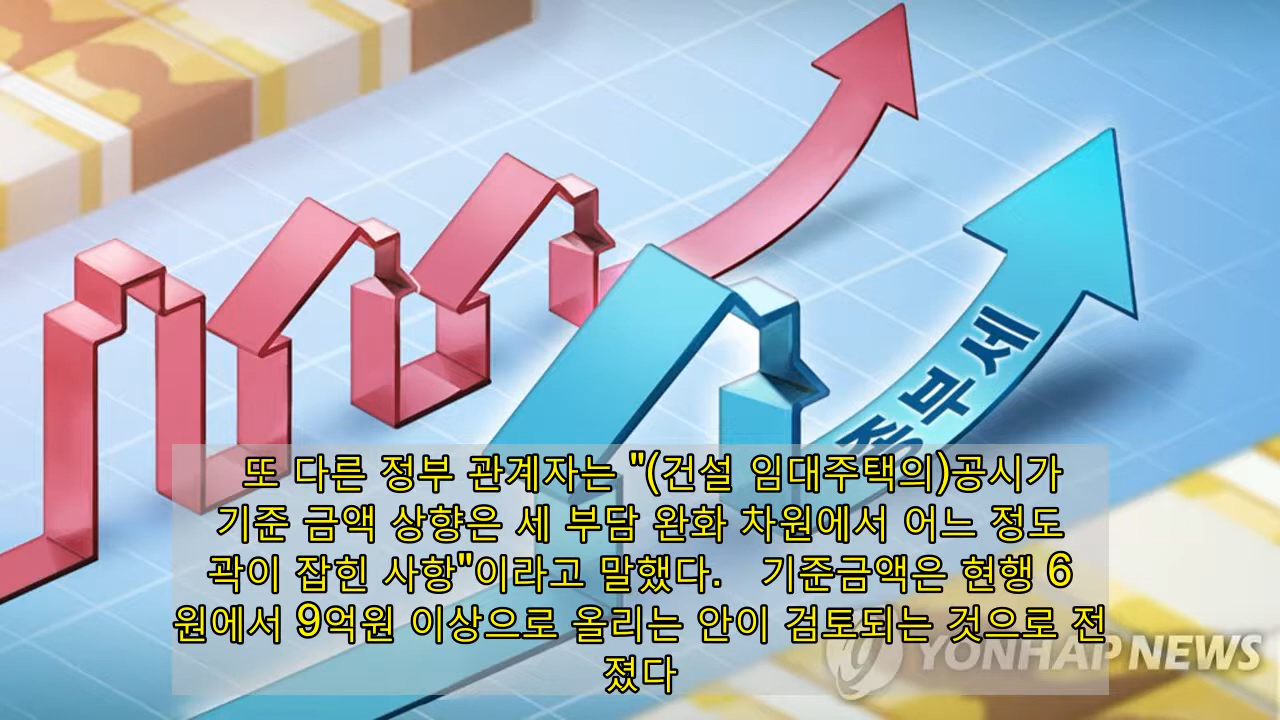 종부세
또 다른 정부 관계자는 "(건설 임대주택의)공시가
기준 금액 상향은 세 부담 완화 차원에서 어느 정도
곽이 잡힌 사항"이라고 말했다. 기준금액은 현행 6
원에서 9억원 이상으로 올리는 안이 검토되는 것으로 전
졌다
YONHAP NEWS